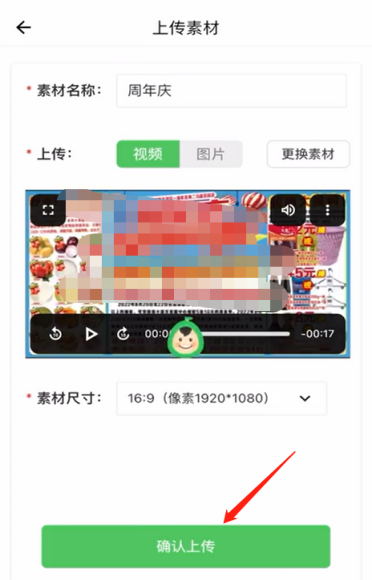 上传素材
* 素材名称： 周年庆
* 上传： 视频 图片 更换素材
15 15 00:0 -00:17
* 素材尺寸： 16:9（像素1920*1080）
确认上传